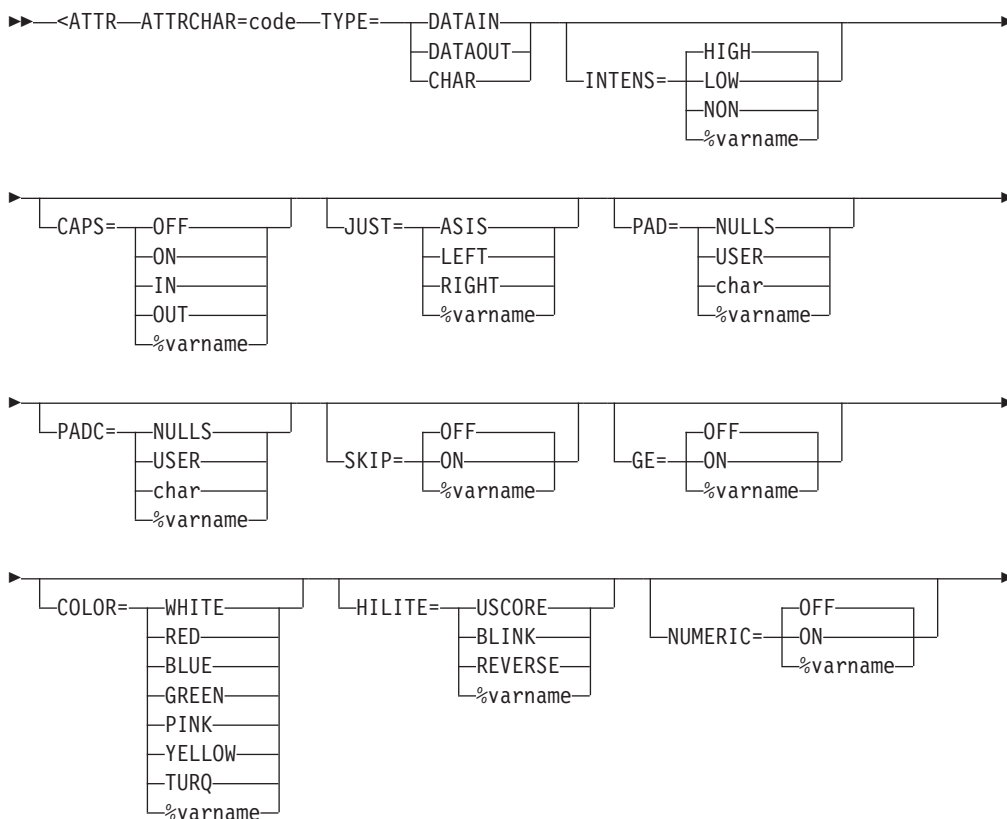 <ATTR ATTRCHAR=code TYPE= DATAIN
DATAOUT
CHAR
INTENS= HIGH
LOW
NON
%varname
CAPS= OFF
ON
IN
OUT
%varname
JUST= ASIS
LEFT
RIGHT
%varname
PAD= NULLS
USER
char
%varname
PADC= NULLS
USER
char
%varname
SKIP= OFF
ON
%varname
GE= OFF
ON
%varname
COLOR= WHITE
RED
BLUE
GREEN
PINK
YELLOW
TURQ
%varname
HILITE= USCORE
BLINK
REVERSE
%varname
NUMERIC= OFF
ON
%varname